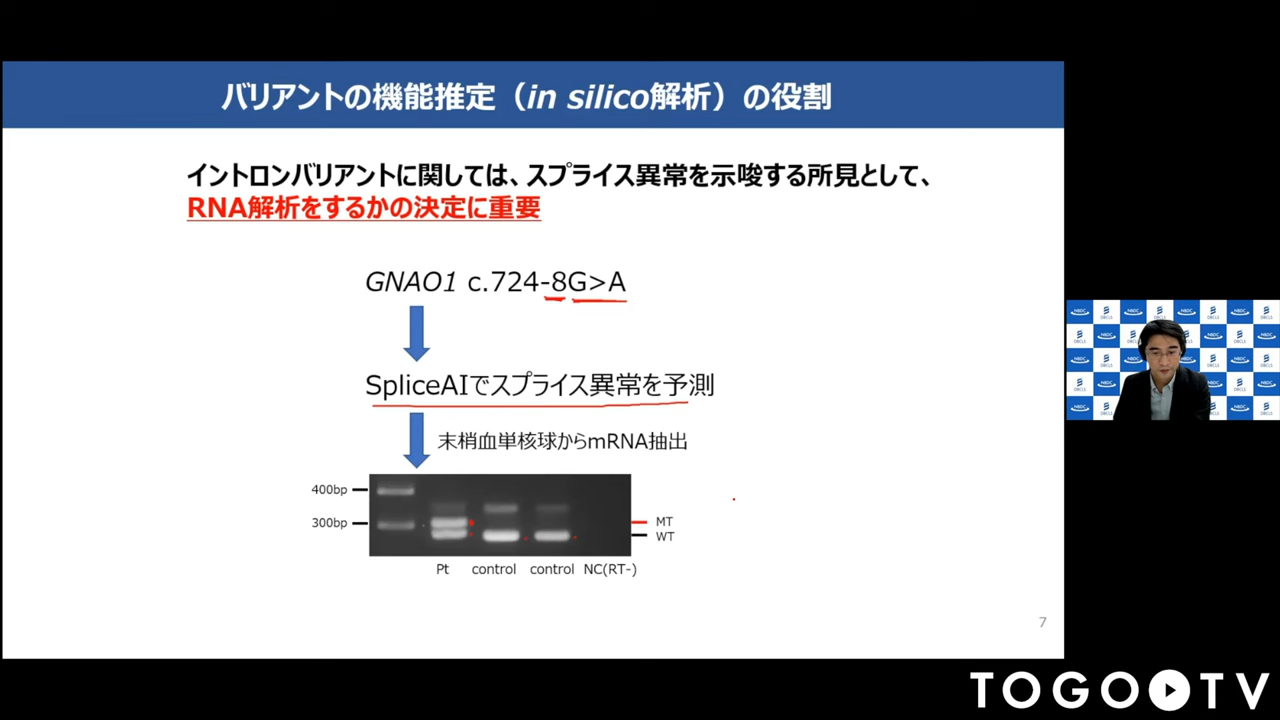 バリアントの機能推定（in silico解析）の役割
イントロンバリアントに関しては、スプライス異常を示唆する所見として、
RNA解析をするかの決定に重要
GNAO1 c.724-8G>A
SpliceAIでスプライス異常を予測
末梢血単核球からmRNA抽出
400bp
300bp
MT
WT
Pt control control NC(RT-)
7
NBDC
DBCLS
TOGO TV